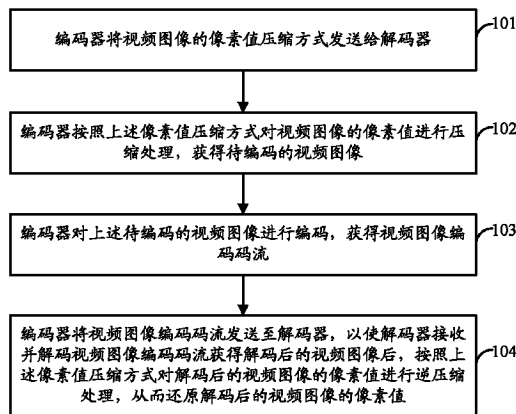 编码器将视频图像的像素值压缩方式发送给解码器
101
编码器按照上述像素值压缩方式对视频图像的像素值进行压
缩处理，获得待编码的视频图像
102
编码器对上述待编码的视频图像进行编码，获得视频图像编
码码流
103
编码器将视频图像编码码流发送至解码器，以使解码器接收
并解码视频图像编码码流获得解码后的视频图像后，按照上
述像素值压缩方式对解码后的视频图像的像素值进行逆压缩
处理，从而还原解码后的视频图像的像素值
104